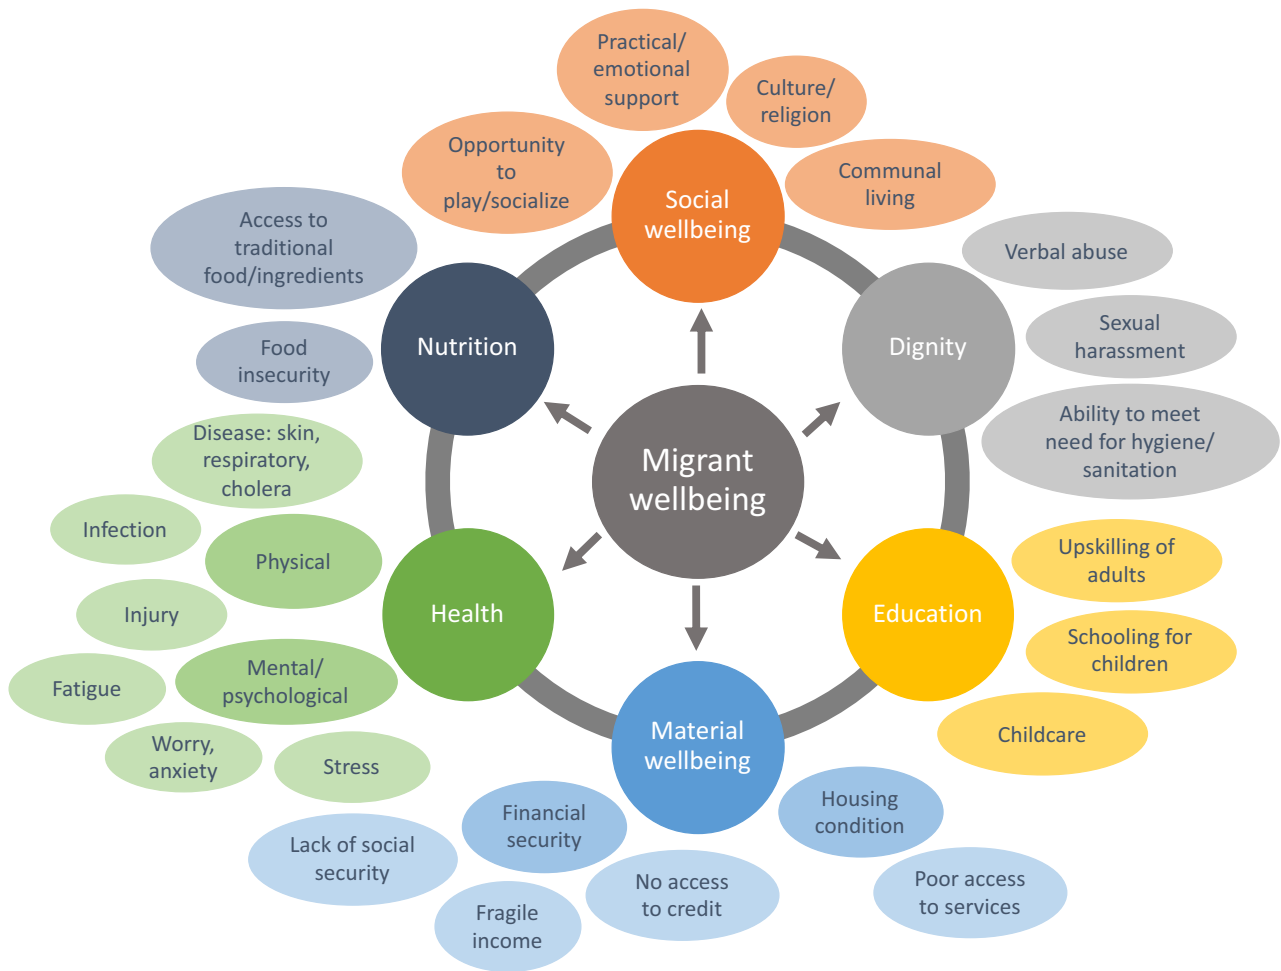 Practical/
emotional
support
Culture/
religion
Opportunity
to
play/socialize
Communal
living
Social
wellbeing
Access to
traditional
food/ingredients
Verbal abuse
Nutrition
Dignity
Food
insecurity
Sexual
harassment
Ability to meet
need for hygiene/
sanitation
Migrant
wellbeing
Disease: skin,
respiratory,
cholera
Infection
Physical
Injury
Health
Mental/
psychological
Fatigue
Worry,
anxiety
Stress
Education
Upskilling of
adults
Schooling for
children
Childcare
Material
wellbeing
Financial
security
Housing
condition
Lack of social
security
Fragile
income
No access
to credit
Poor access
to services